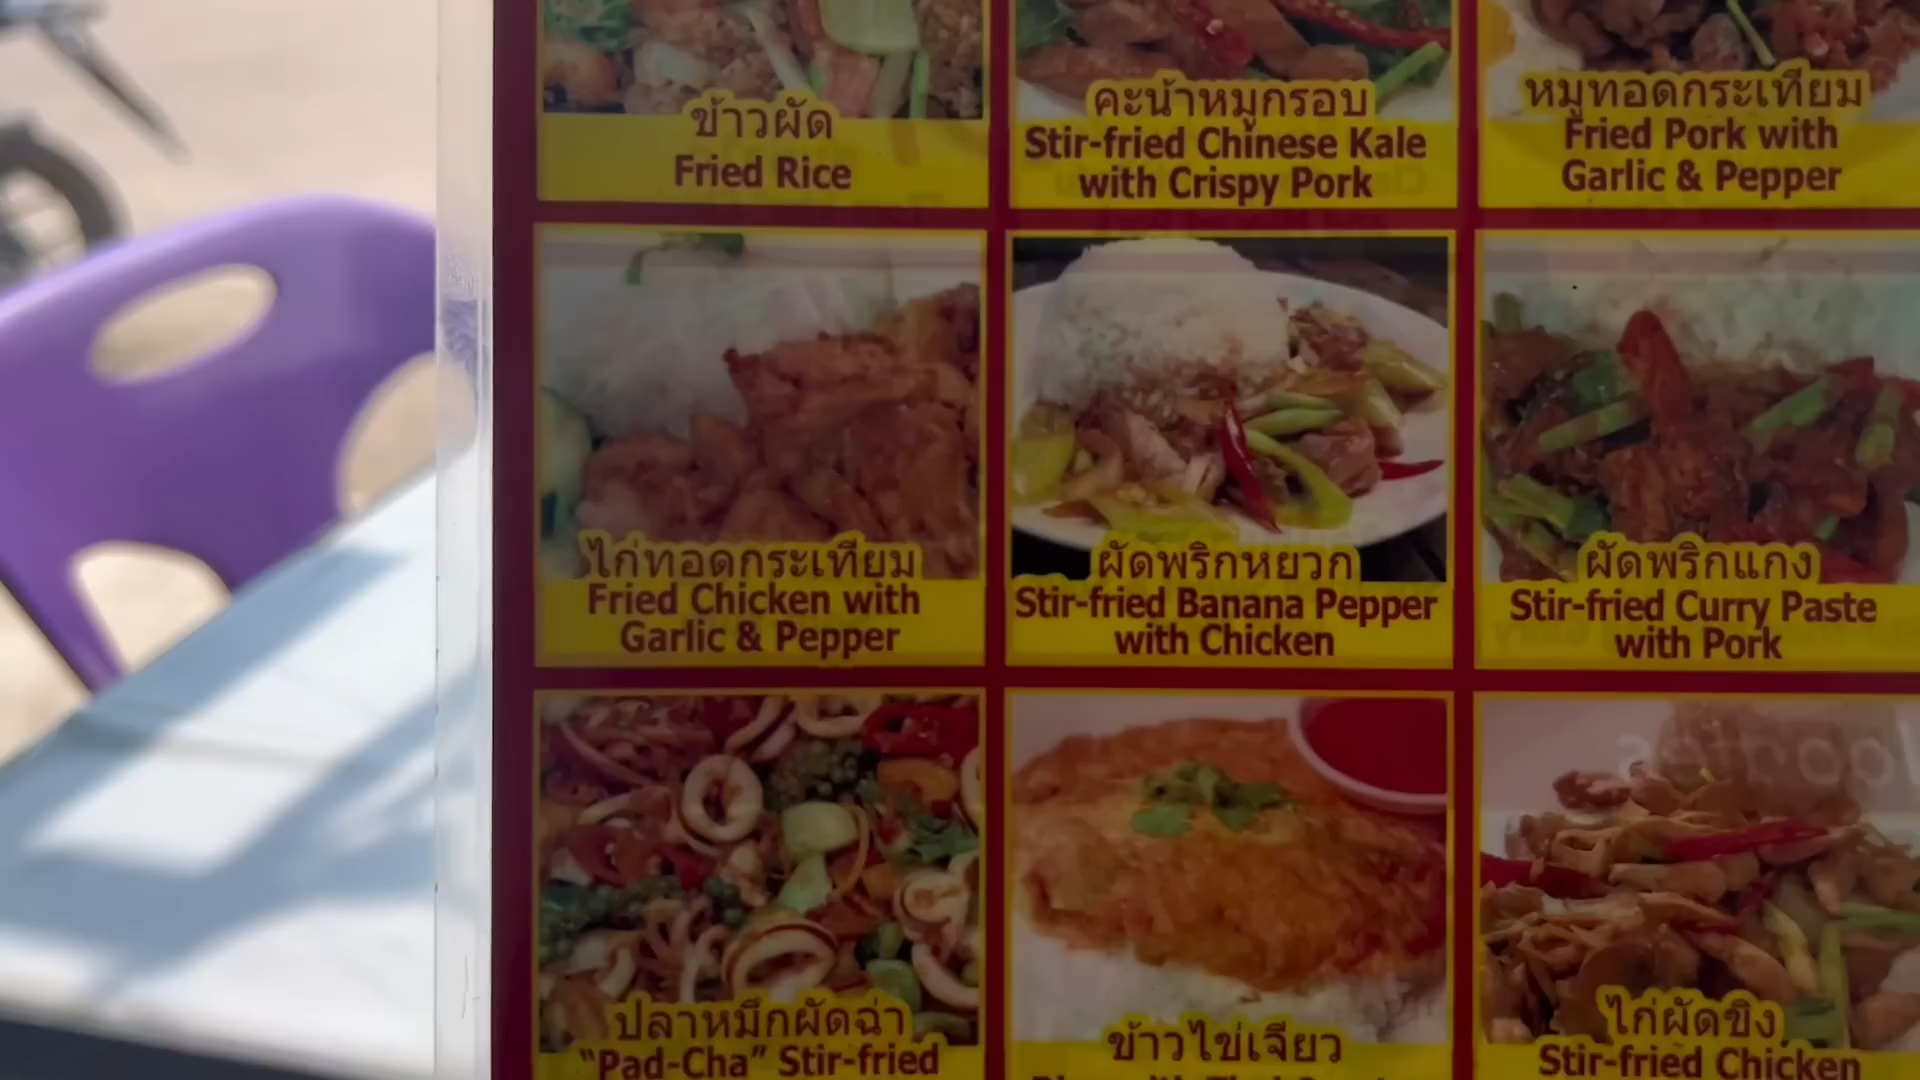 ข้าวผัด
Fried Rice
คะน้าหมูกรอบ
Stir-fried Chinese Kale
with Crispy Pork
หมูทอดกระเทียม
Fried Pork with
Garlic & Pepper
ไก่ทอดกระเทียม
Fried Chicken with
Garlic & Pepper
ผัดพริกหยวก
Stir-fried Banana Pepper
with Chicken
ผัดพริกแกง
Stir-fried Curry Paste
with Pork
ปลาหมึกผัดฉ่า
“Pad-Cha” Stir-fried
ข้าวไข่เจียว
ไก่ผัดขิง
Stir-fried Chicken